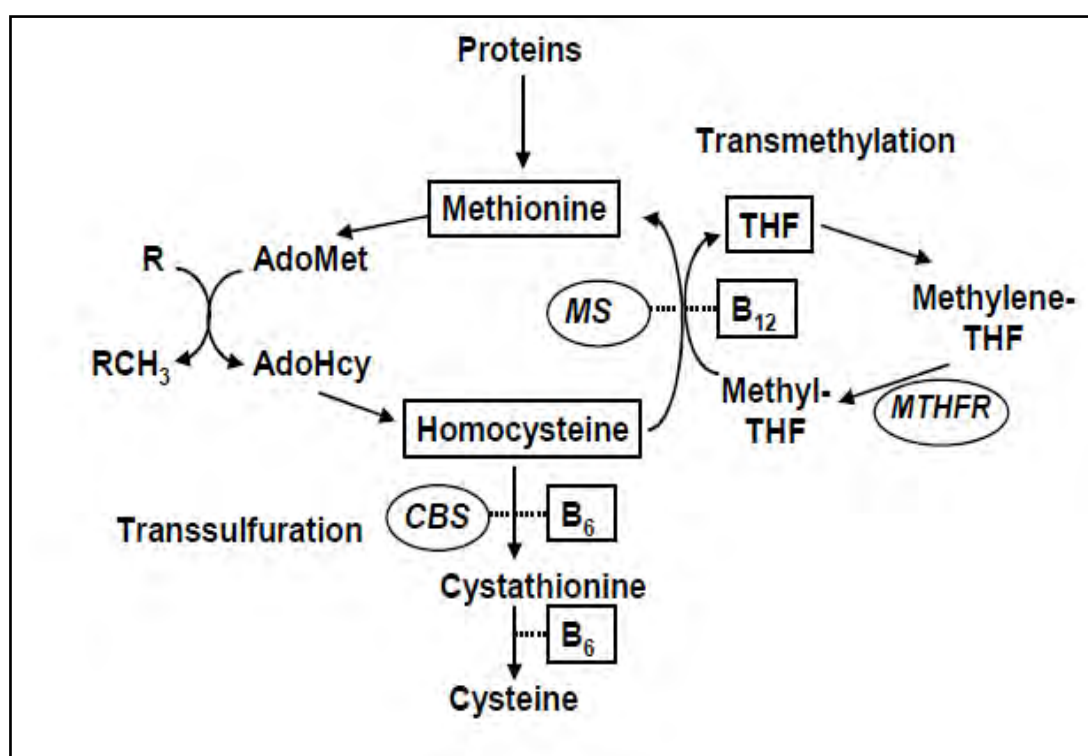 Proteins
Transmethylation
Methionine
THF
R
AdoMet
MS
B12
Methylene-
THF
RCH3
AdoHcy
Methyl-
THF
MTHFR
Homocysteine
CBS
B6
Transsulfuration
Cystathionine
B6
Cysteine